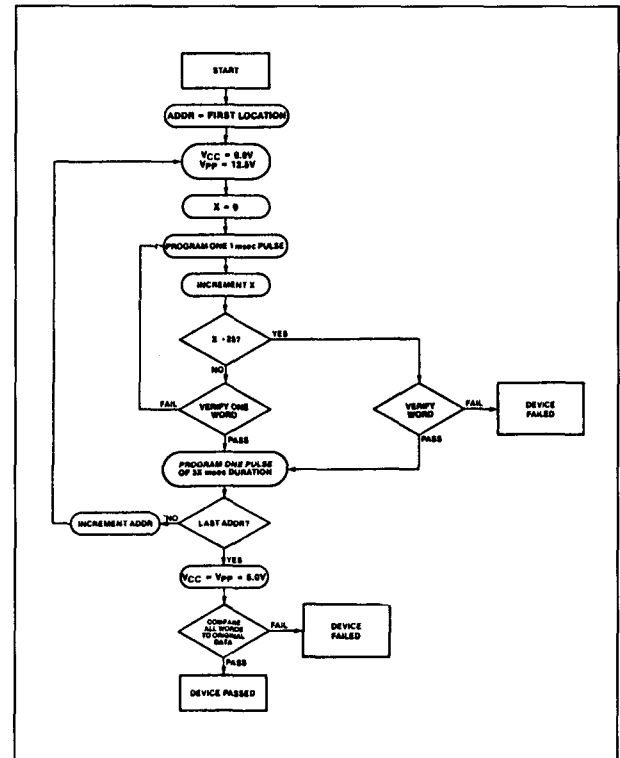 START
ADDR = FIRST LOCATION
VCC = 6.0V
VPP = 12.5V
X = 0
PROGRAM ONE 1 msec PULSE
INCREMENT X
X = 25?
YES
NO
FAIL
VERIFY ONE
WORD
VERIFY
WORD
FAIL
DEVICE
FAILED
PASS
PASS
PROGRAM ONE PULSE
OF 3X msec DURATION
INCREMENT ADDR
NO
LAST ADDR?
YES
VCC = VPP = 5.0V
COMPARE
ALL WORDS
TO ORIGINAL
DATA
FAIL
DEVICE
FAILED
PASS
DEVICE PASSED